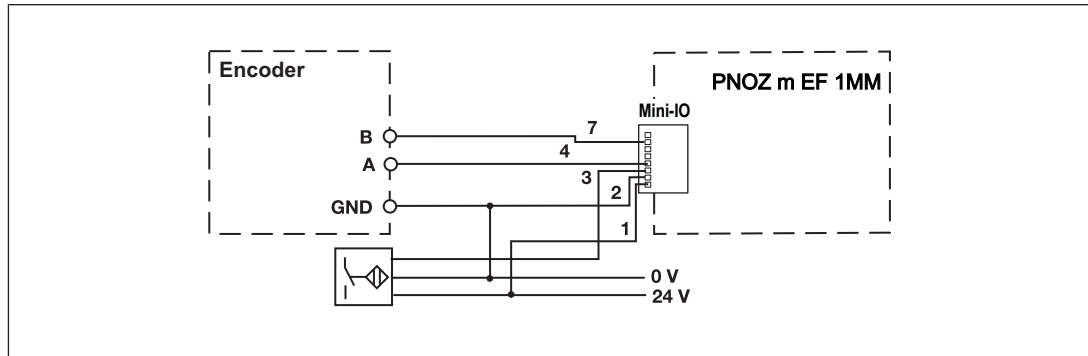 Encoder
PNOZ m EF 1MM
Mini-IO
B
7
A
4
3
GND
2
1
0 V
24 V